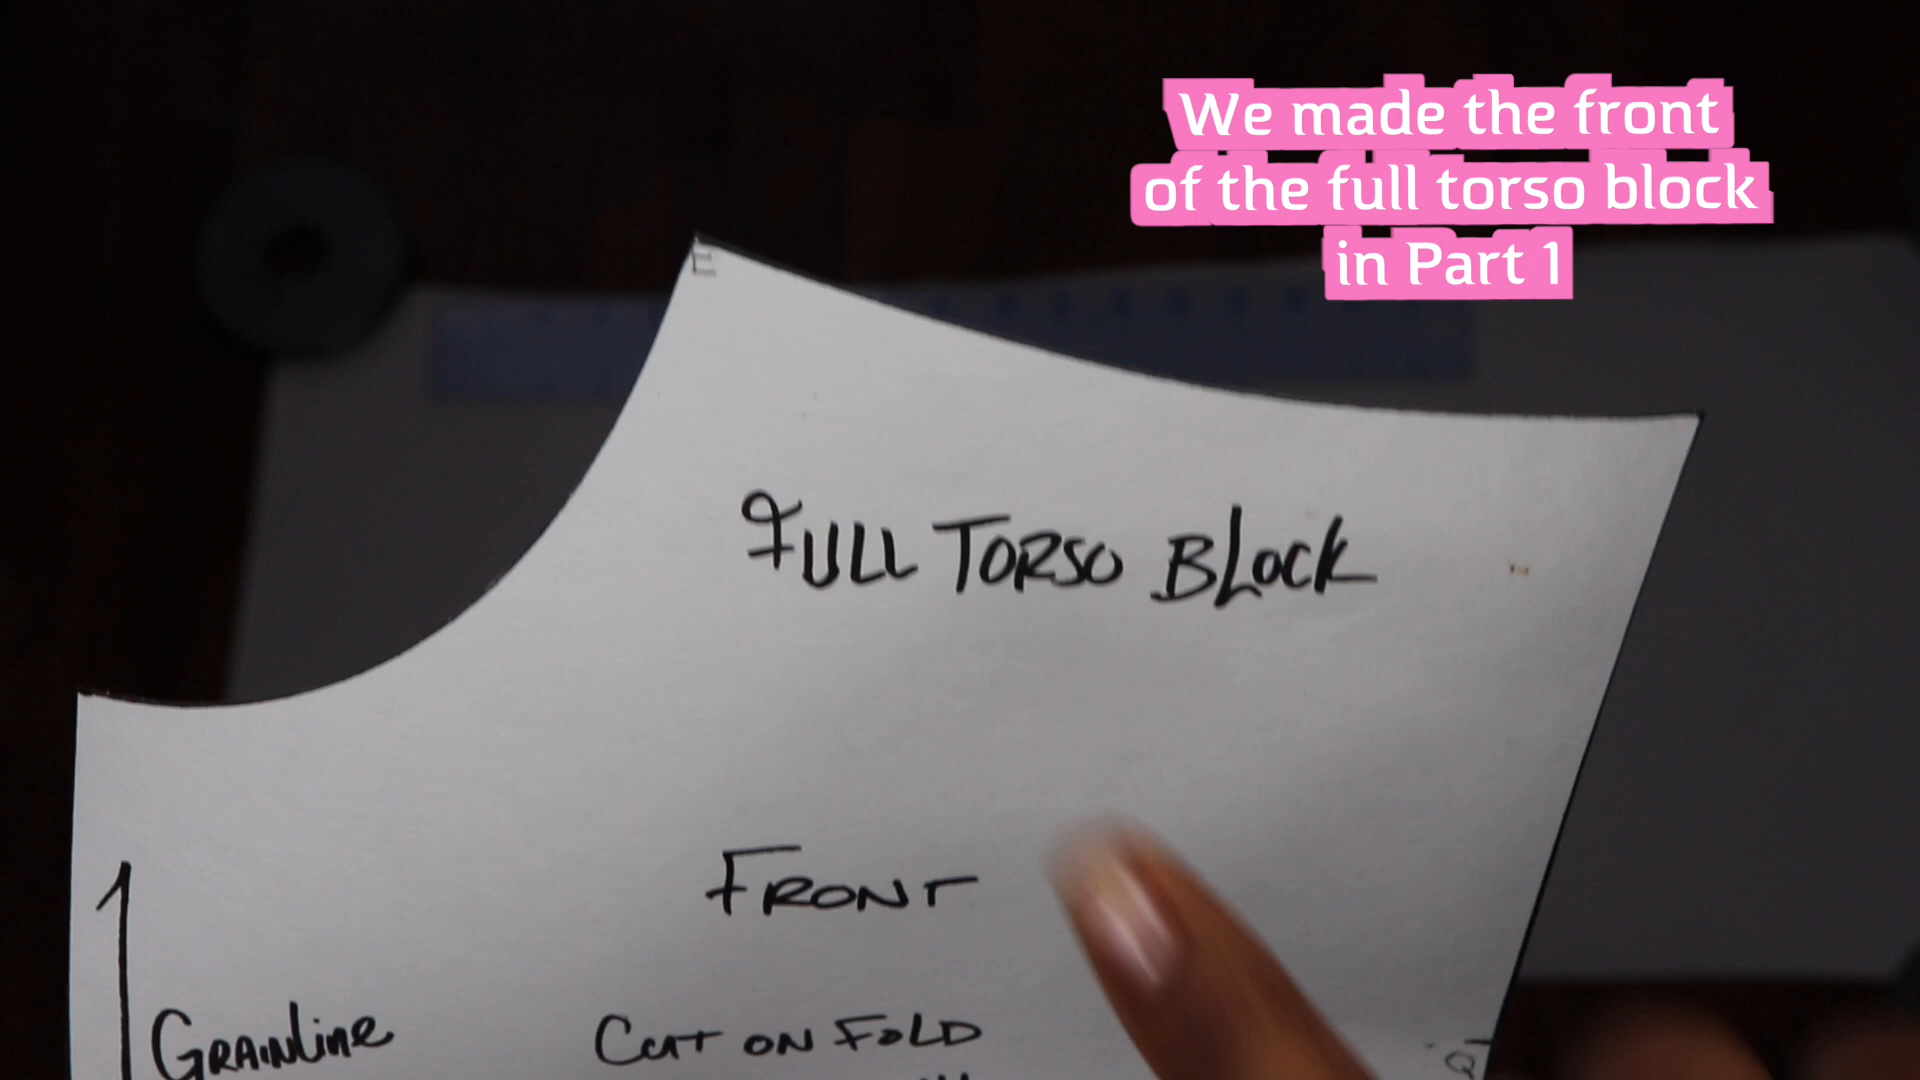 We made the front
of the full torso block
in Part 1
E
FULL TORSO BLOCK
FRONT
GRAINLINE
CUT ON FOLD